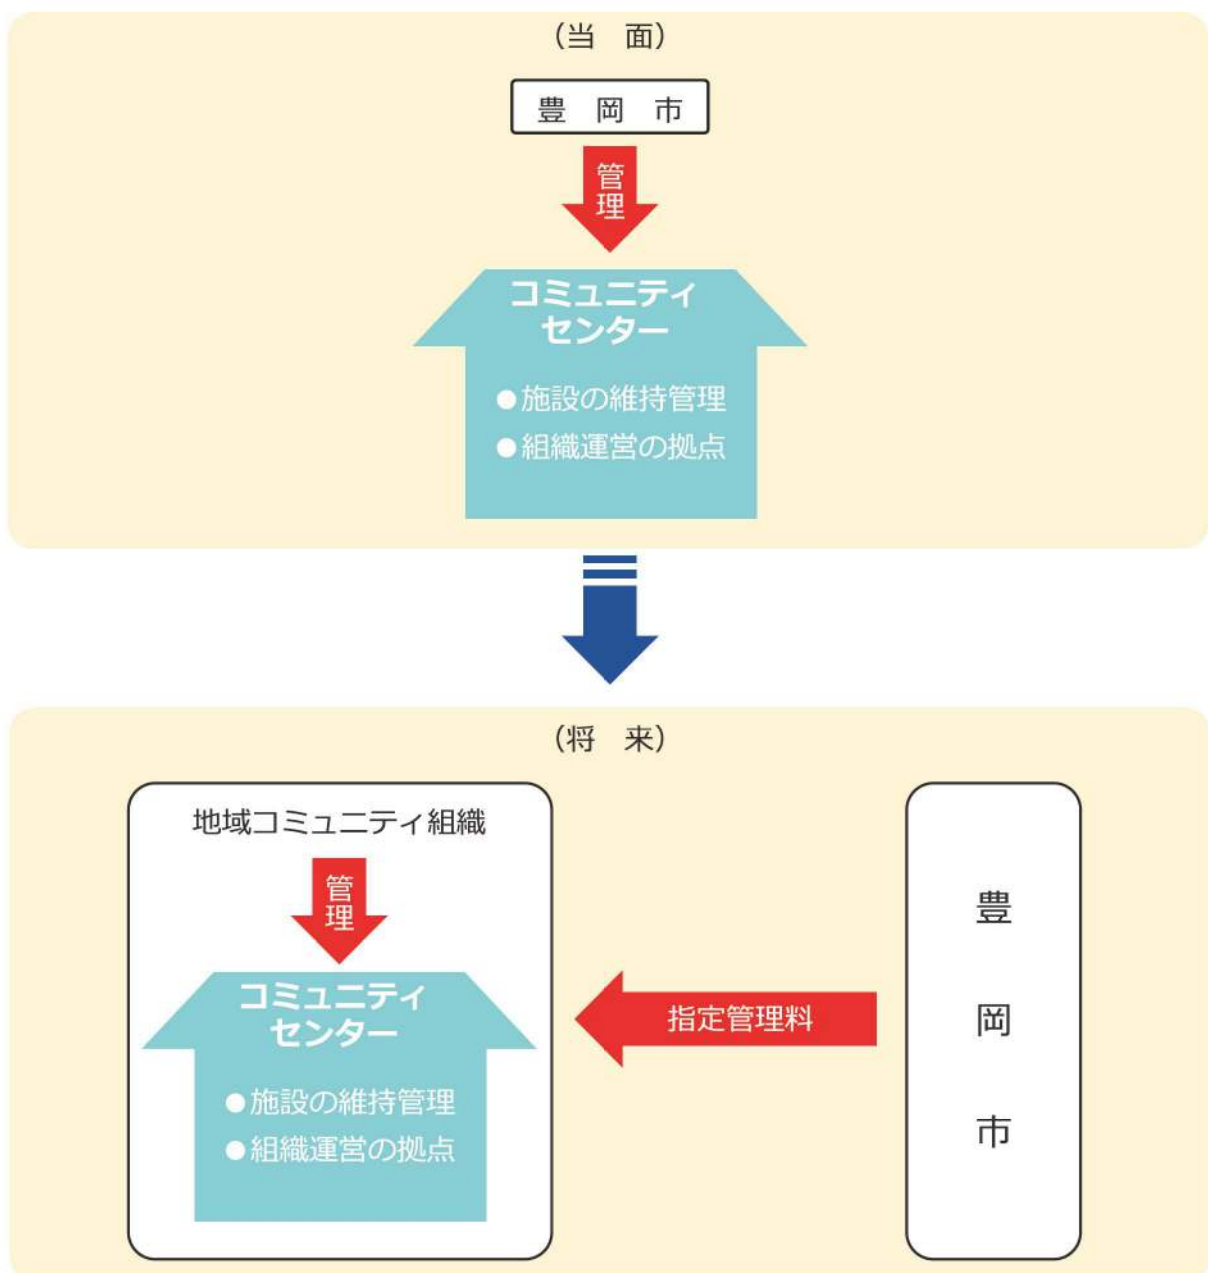 （当　面）
豊　岡　市
管理
コミュニティ
センター
●施設の維持管理
●組織運営の拠点
（将　来）
地域コミュニティ組織
管理
コミュニティ
センター
●施設の維持管理
●組織運営の拠点
指定管理料
豊岡市